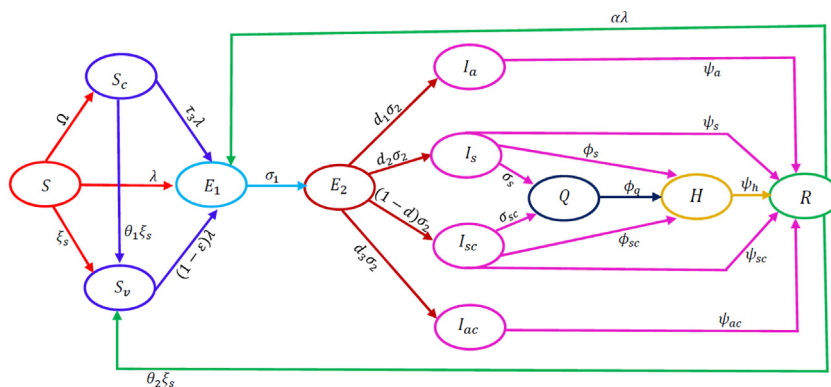 αλ
S_c
I_a
ψ_a
Ω
τ_3λ
d_1σ_2
ψ_s
I_s
ϕ_s
d_2σ_2
S
λ
E_1
σ_1
E_2
σ_s
Q
ϕ_q
H
ψ_h
R
(1-d)σ_2
σ_sc
ξ_s
θ_1ξ_s
(1-ε)λ
I_sc
ϕ_sc
ψ_sc
d_3σ_2
S_v
I_ac
ψ_ac
θ_2ξ_s